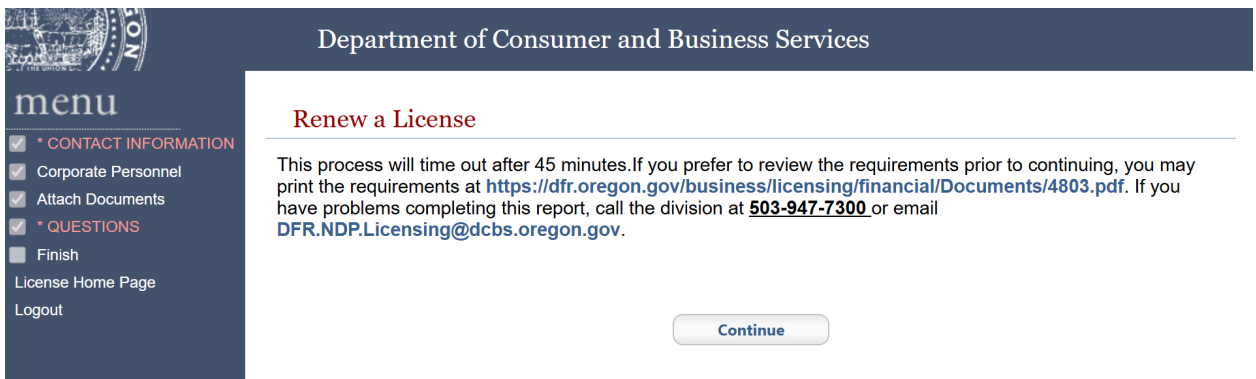 GON
THE UNION
Department of Consumer and Business Services
menu
* CONTACT INFORMATION
Corporate Personnel
Attach Documents
* QUESTIONS
Finish
License Home Page
Logout
Renew a License
This process will time out after 45 minutes.If you prefer to review the requirements prior to continuing, you may
print the requirements at https://dfr.oregon.gov/business/licensing/financial/Documents/4803.pdf. If you
have problems completing this report, call the division at 503-947-7300 or email
DFR.NDP.Licensing@dcbs.oregon.gov.
Continue